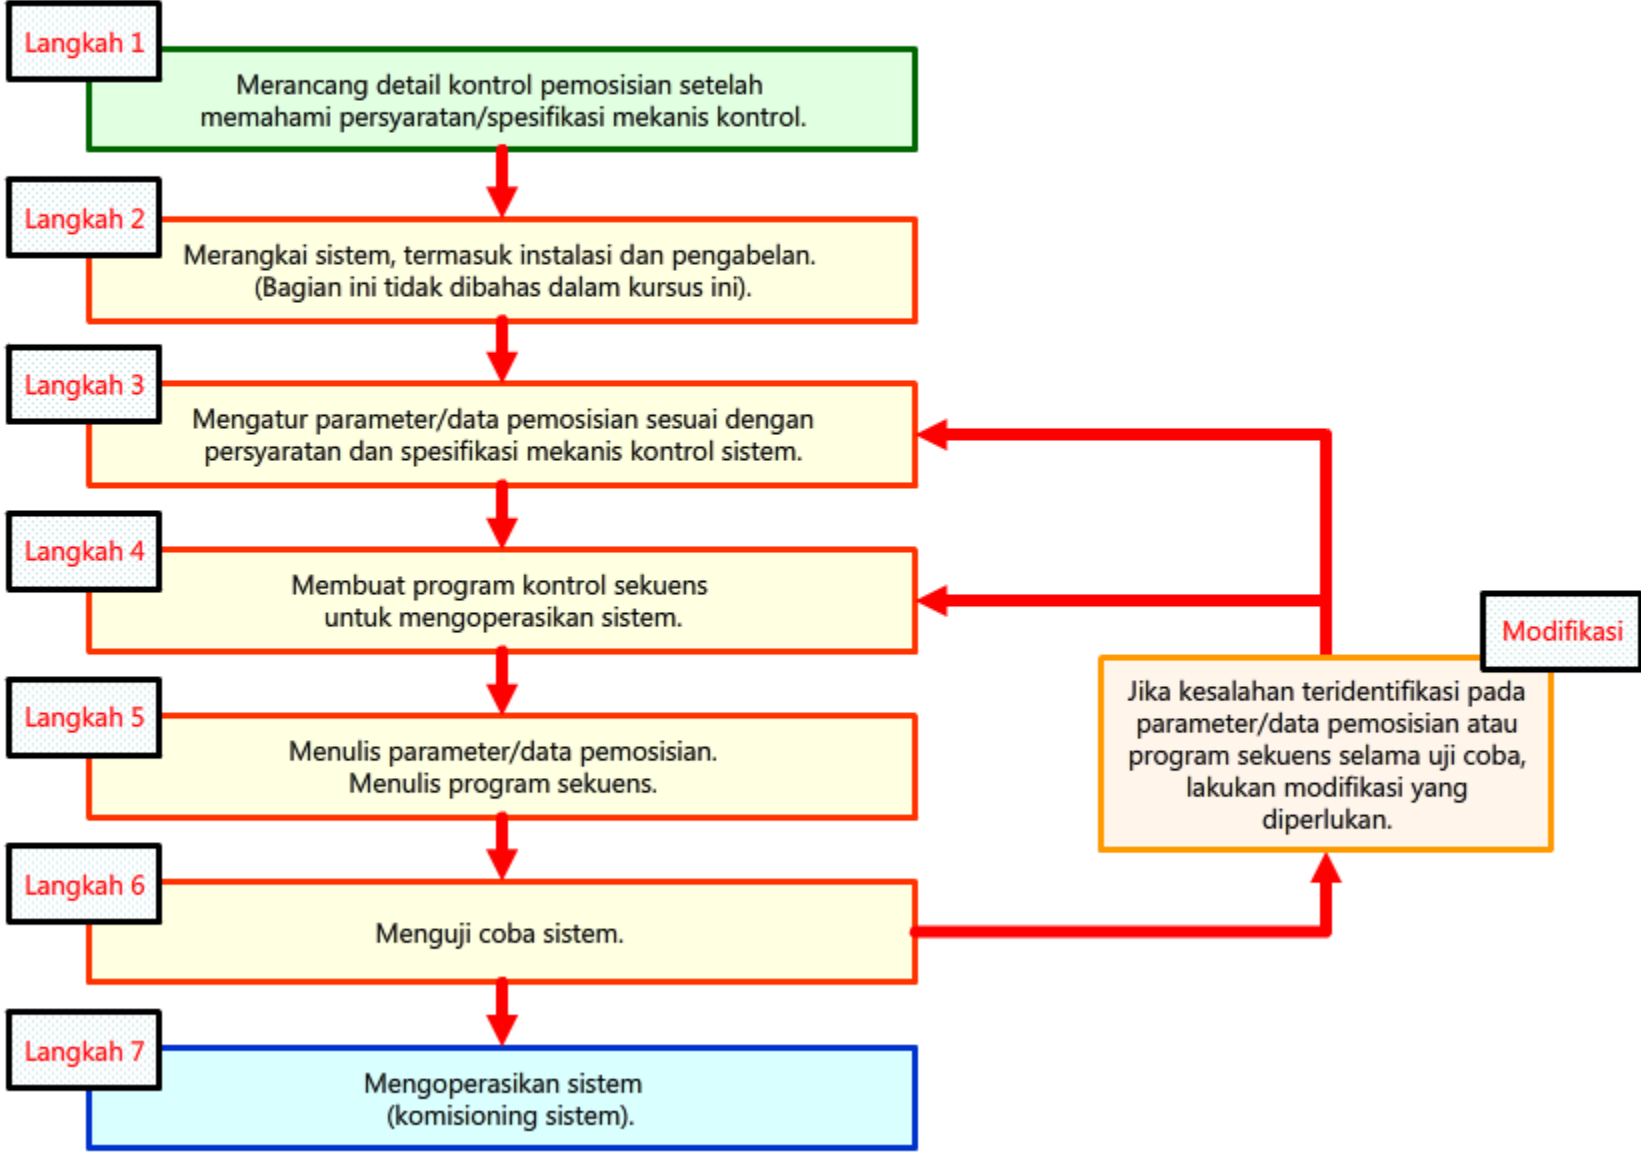 Langkah 1
Merancang detail kontrol pemosisian setelah
memahami persyaratan/spesifikasi mekanis kontrol.
Langkah 2
Merangkai sistem, termasuk instalasi dan pengabelan.
(Bagian ini tidak dibahas dalam kursus ini).
Langkah 3
Mengatur parameter/data pemosisian sesuai dengan
persyaratan dan spesifikasi mekanis kontrol sistem.
Langkah 4
Membuat program kontrol sekuens
untuk mengoperasikan sistem.
Langkah 5
Menulis parameter/data pemosisian.
Menulis program sekuens.
Langkah 6
Menguji coba sistem.
Langkah 7
Mengoperasikan sistem
(komisioning sistem).
Modifikasi
Jika kesalahan teridentifikasi pada
parameter/data pemosisian atau
program sekuens selama uji coba,
lakukan modifikasi yang
diperlukan.